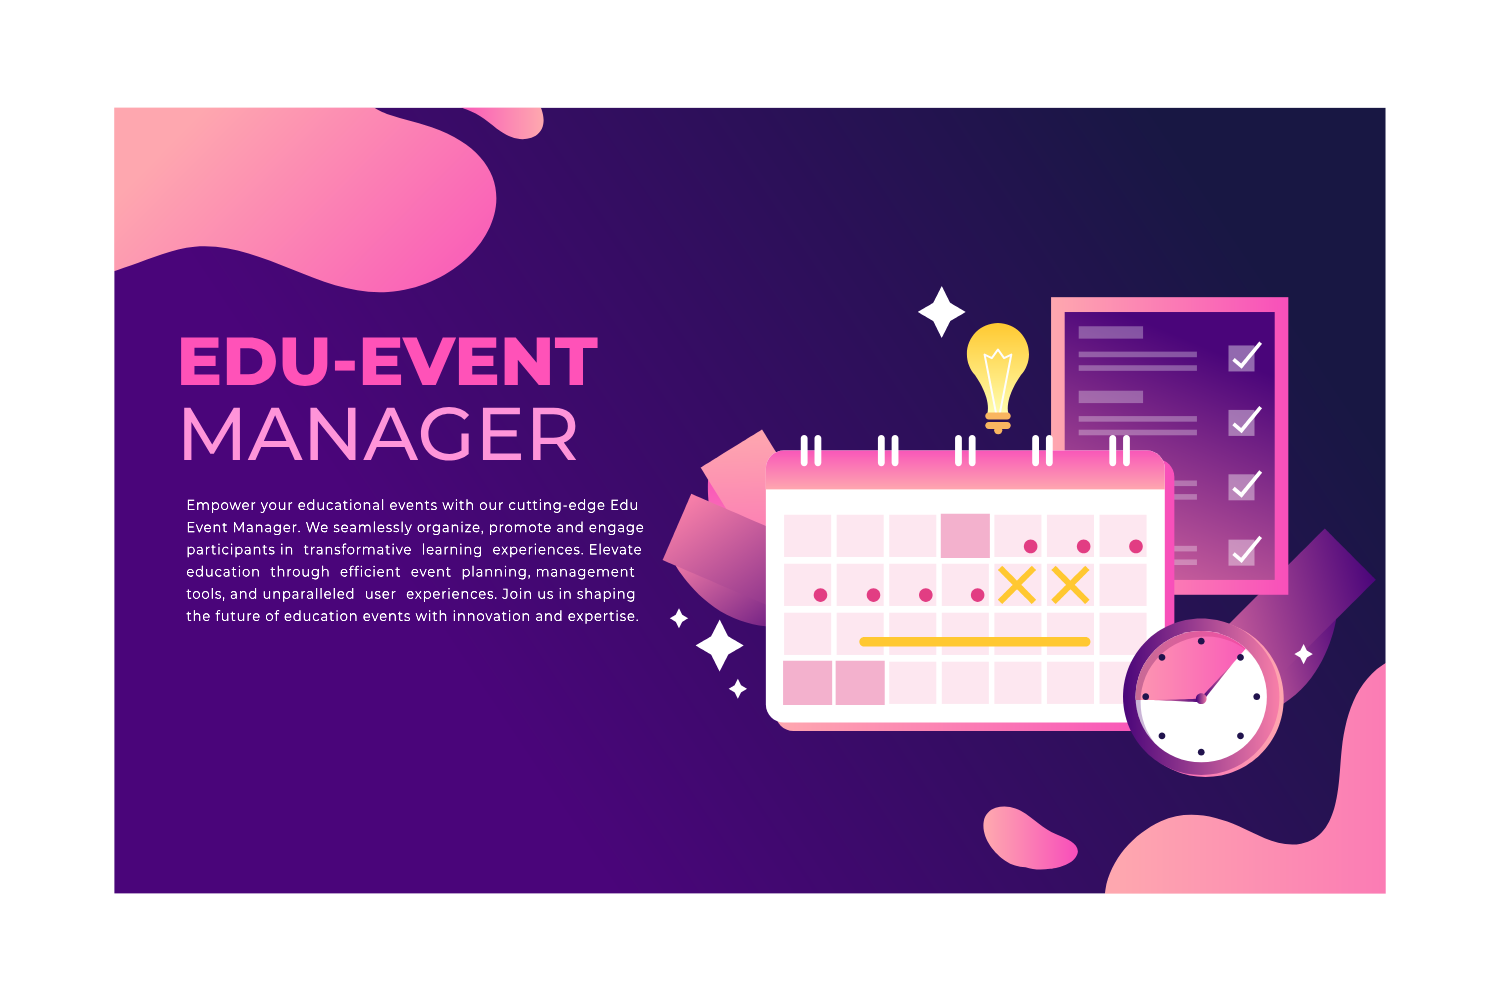 EDU-EVENT
MANAGER
Empower your educational events with our cutting-edge Edu
Event Manager. We seamlessly organize, promote and engage
participants in transformative learning experiences. Elevate
education through efficient event planning, management
tools, and unparalleled user experiences. Join us in shaping
the future of education events with innovation and expertise.